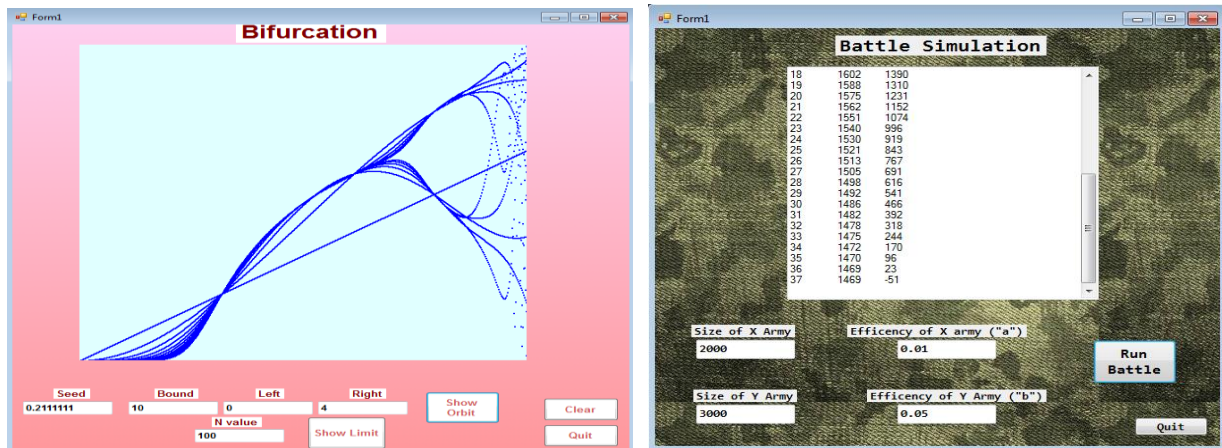 Form1
Bifurcation
Seed Bound Left Right
0.2111111 10 0 4
Show Orbit
N value
100
Show Limit
Clear
Quit
Form1
Battle Simulation
18 1602 1390
19 1588 1310
20 1575 1231
21 1562 1152
22 1551 1074
23 1540 996
24 1530 919
25 1521 843
26 1513 767
27 1505 691
28 1498 616
29 1492 541
30 1486 466
31 1482 392
32 1478 318
33 1475 244
34 1472 170
35 1470 96
36 1469 23
37 1469 -51
Size of X Army Efficency of X army ("a")
2000 0.01
Run
Battle
Size of Y Army Efficency of Y Army ("b")
3000 0.05
Quit